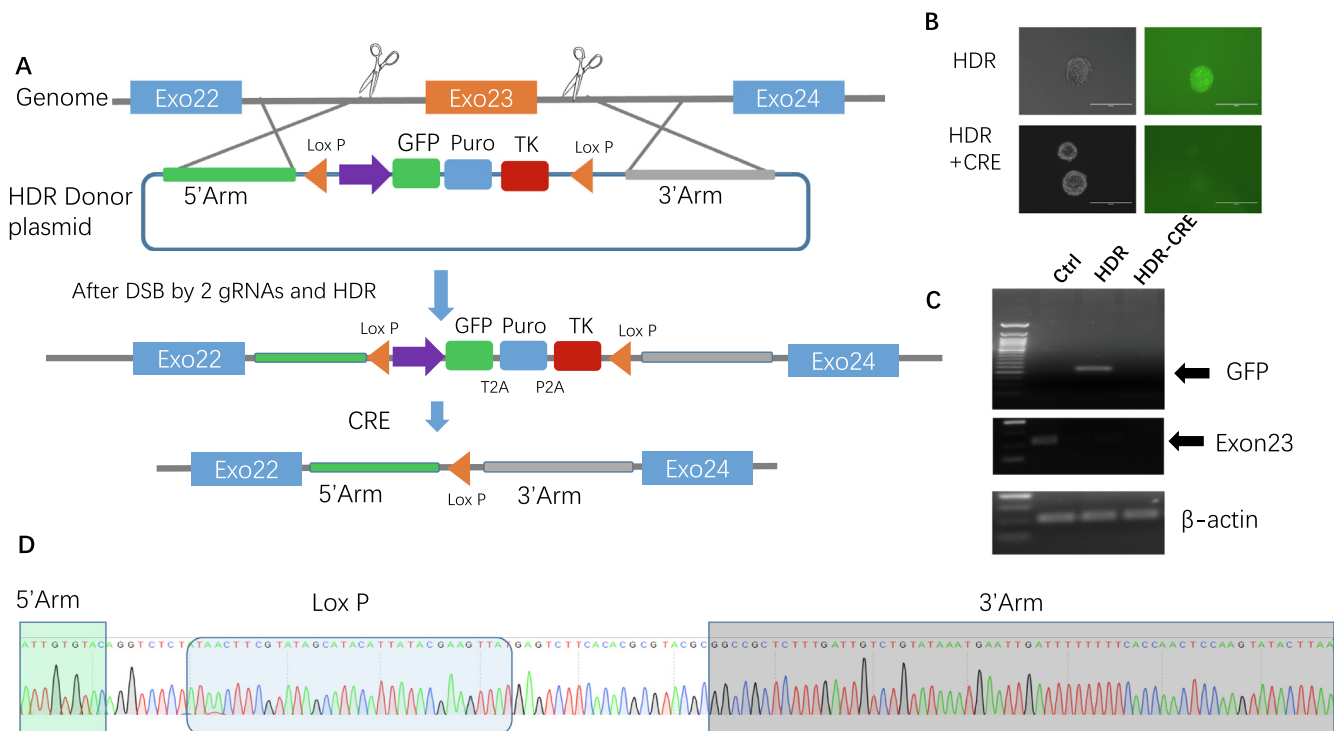 A
Genome
Exo22
Exo23
Exo24
Lox P
GFP
Puro
TK
Lox P
HDR Donor
plasmid
5'Arm
3'Arm
After DSB by 2 gRNAs and HDR
Lox P
GFP
Puro
TK
Lox P
Exo22
Exo24
T2A
P2A
CRE
Exo22
Exo24
5'Arm
Lox P
3'Arm
B
HDR
HDR
+CRE
C
Ctrl
HDR
HDR-CRE
GFP
Exon23
β-actin
D
5'Arm
Lox P
3'Arm
ATTGTGTACAGGTCTCTATAACTTCGTATAGCATACATTATACGAAGTTATGAGTCTTCACACGCGTACGCGGCCGCTCTTTGATTGTCTGTATAAATGAATTGATTTTTTTTTCACCAACTCCAAGTATACTTAA